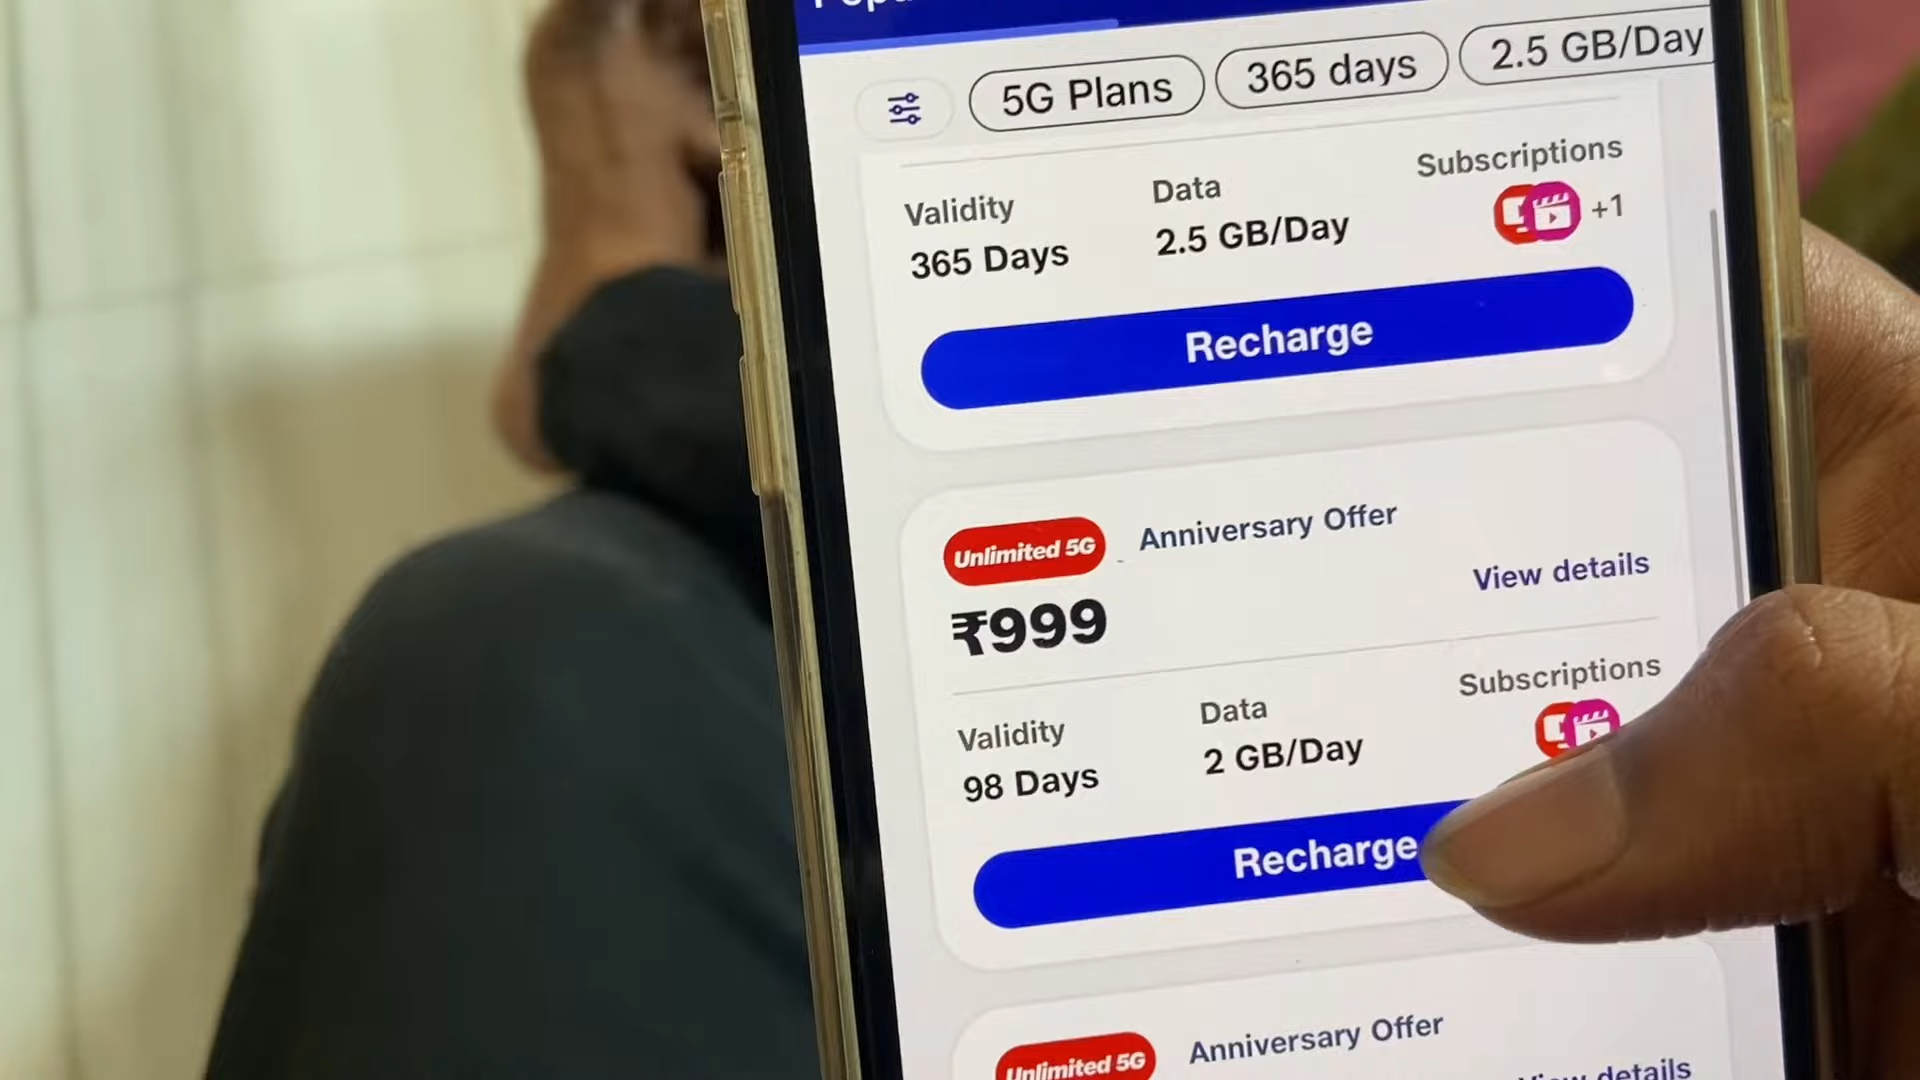 5G Plans 365 days 2.5 GB/Day
Validity Data Subscriptions
365 Days 2.5 GB/Day +1
Recharge
Unlimited 5G Anniversary Offer
View details
₹999
Validity Data Subscriptions
98 Days 2 GB/Day
Recharge
Unlimited 5G Anniversary Offer
View details